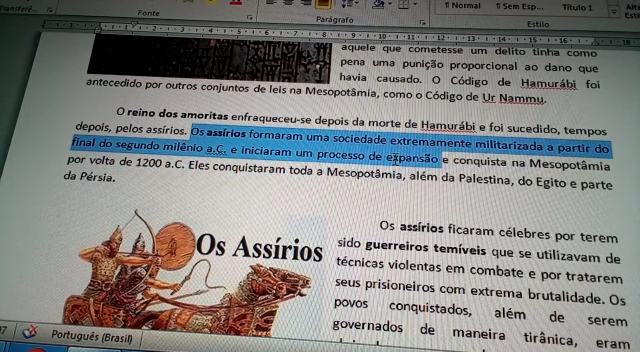 Fonte
Parágrafo
Estilo
¶ Normal ¶ Sem Esp... Título 1
aquele que cometesse um delito tinha como
pena uma punição proporcional ao dano que
havia causado. O Código de Hamurábi foi
antecedido por outros conjuntos de leis na Mesopotâmia, como o Código de Ur Nammu.
O reino dos amoritas enfraqueceu-se depois da morte de Hamurábi e foi sucedido, tempos
depois, pelos assírios. Os assírios formaram uma sociedade extremamente militarizada a partir do
final do segundo milênio a.C. e iniciaram um processo de expansão e conquista na Mesopotâmia
por volta de 1200 a.C. Eles conquistaram toda a Mesopotâmia, além da Palestina, do Egito e parte
da Pérsia.
Os Assírios
Os assírios ficaram célebres por terem
sido guerreiros temíveis que se utilizavam de
técnicas violentas em combate e por tratarem
seus prisioneiros com extrema brutalidade. Os
povos conquistados, além de serem
governados de maneira tirânica, eram
Português (Brasil)